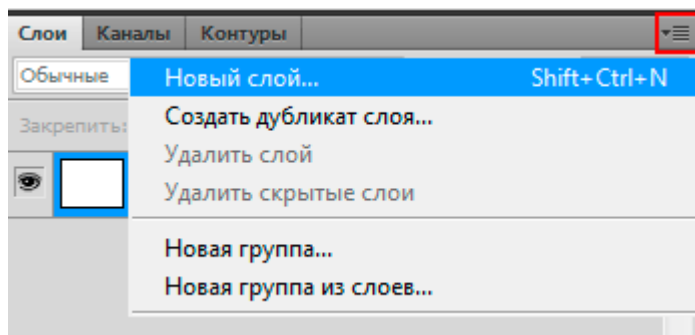 Слои Каналы Контуры
Обычные
Новый слой... Shift+Ctrl+N
Закрепить:
Создать дубликат слоя...
Удалить слой
Удалить скрытые слои
Новая группа...
Новая группа из слоев...